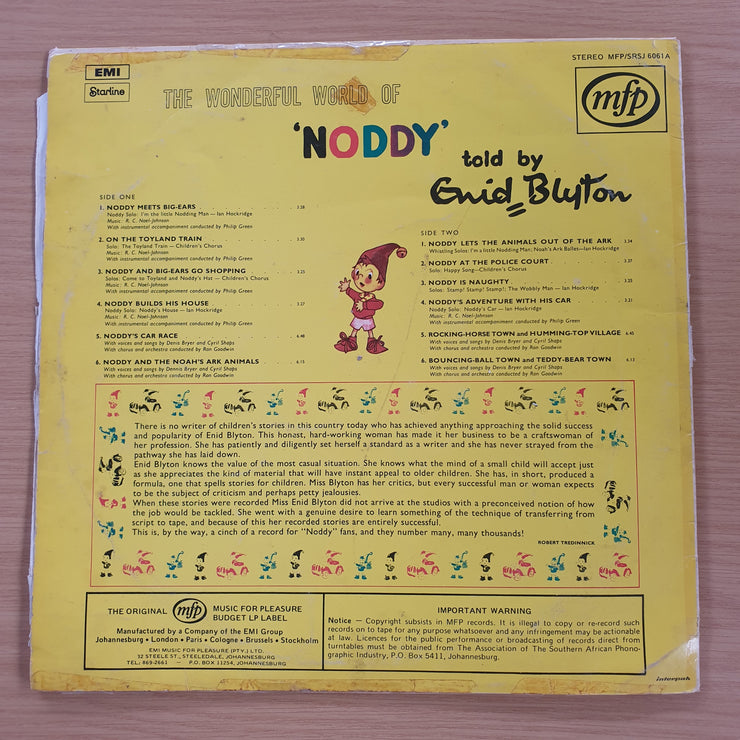 EMI
Starline
STEREO MFP/SRSJ 6061A
mfp
THE WONDERFUL WORLD OF
'NODDY'
told by
Enid Blyton
SIDE ONE
1. NODDY MEETS BIG-EARS 3·28
Noddy Solo: I'm the little Nodding Man — Ian Hockridge
Music: R. C. Noel-Johnson
With instrumental accompaniment conducted by Philip Green
2. ON THE TOYLAND TRAIN 3·30
Solo: The Toyland Train — Children's Chorus
Music: R. C. Noel-Johnson
With instrumental accompaniment conducted by Philip Green
3. NODDY AND BIG-EARS GO SHOPPING 3·25
Solos: Come to Toyland and Noddy's Hat — Children's Chorus
Music: R. C. Noel-Johnson
With instrumental accompaniment conducted by Philip Green
4. NODDY BUILDS HIS HOUSE 3·27
Noddy Solo: Noddy's House — Ian Hockridge
Music: R. C. Noel-Johnson
With instrumental accompaniment conducted by Philip Green
5. NODDY'S CAR RACE 6·48
With voices and songs by Denis Bryer and Cyril Shaps
With chorus and orchestra conducted by Ron Goodwin
6. NODDY AND THE NOAH'S ARK ANIMALS 6·15
With voices and songs by Dennis Bryer and Cyril Shaps
With chorus and orchestra conducted by Ron Goodwin
SIDE TWO
1. NODDY LETS THE ANIMALS OUT OF THE ARK 3·34
Whistling Solos: I'm a little Nodding Man; Noah's Ark Balles—Ian Hockridge
2. NODDY AT THE POLICE COURT 3·37
Solo: Happy Song—Children's Chorus
3. NODDY IS NAUGHTY 3·25
Solos: Stamp! Stamp! Stamp!; The Wobbly Man — Ian Hockridge
4. NODDY'S ADVENTURE WITH HIS CAR 3·21
Noddy Solo: Noddy's Car — Ian Hockridge
Music: R. C. Noel-Johnson
With instrumental accompaniment conducted by Philip Green
5. ROCKING-HORSE TOWN and HUMMING-TOP VILLAGE 6·45
With voices and songs by Denis Bryer and Cyril Shaps
With chorus and orchestra conducted by Ron Goodwin
6. BOUNCING-BALL TOWN and TEDDY-BEAR TOWN 6·13
With voices and songs by Denis Bryer and Cyril Shaps
With chorus and orchestra conducted by Ron Goodwin
There is no writer of children's stories in this country today who has achieved anything approaching the solid success
and popularity of Enid Blyton. This honast, hard-working woman has made it her business to be a craftswoman of
her profession. She has patiently and diligently set herself a standard as a writer and she has never strayed from the
pathway she has laid down.
Enid Blyton knows the value of the most casual situation. She knows what the mind of a small child will accept just
as she appreciates the kind of material that will have instant appeal to older children. She has, in short, produced a
formula, one that spells stories for children. Miss Blyton has her critics, but every successful man or woman expects
to be the subject of criticism and perhaps petty jealousies.
When these stories were recorded Miss Enid Blyton did not arrive at the studios with a preconceived notion of how
the job would be tackled. She went with a genuine desire to learn something of the technique of transferring from
script to tape, and because of this her recorded stories are entirely successful.
This is, by the way, a cinch of a record for "Noddy" fans, and they number many, many thousands!
ROBERT TREDINNICK
THE ORIGINAL mfp MUSIC FOR PLEASURE
BUDGET LP LABEL
Manufactured by a Company of the EMI Group
Johannesburg • London • Paris • Cologne • Brussels • Stockholm
EMI MUSIC FOR PLEASURE (PTY.) LTD.
12 STEELE ST., STEELEDALE, JOHANNESBURG
TEL: 869-2661 - P.O. BOX 11254, JOHANNESBURG
IMPORTANT WARNING
Notice — Copyright subsists in MFP records. It is illegal to copy or re-record such
records on to tape for any purpose whatsoever and any infringement may be actionable
at law. Licences for the public performance or broadcasting of records direct from
turntables must be obtained from The Association of The Southern African Phono-
graphic Industry, P.O. Box 5411, Johannesburg.
interpak